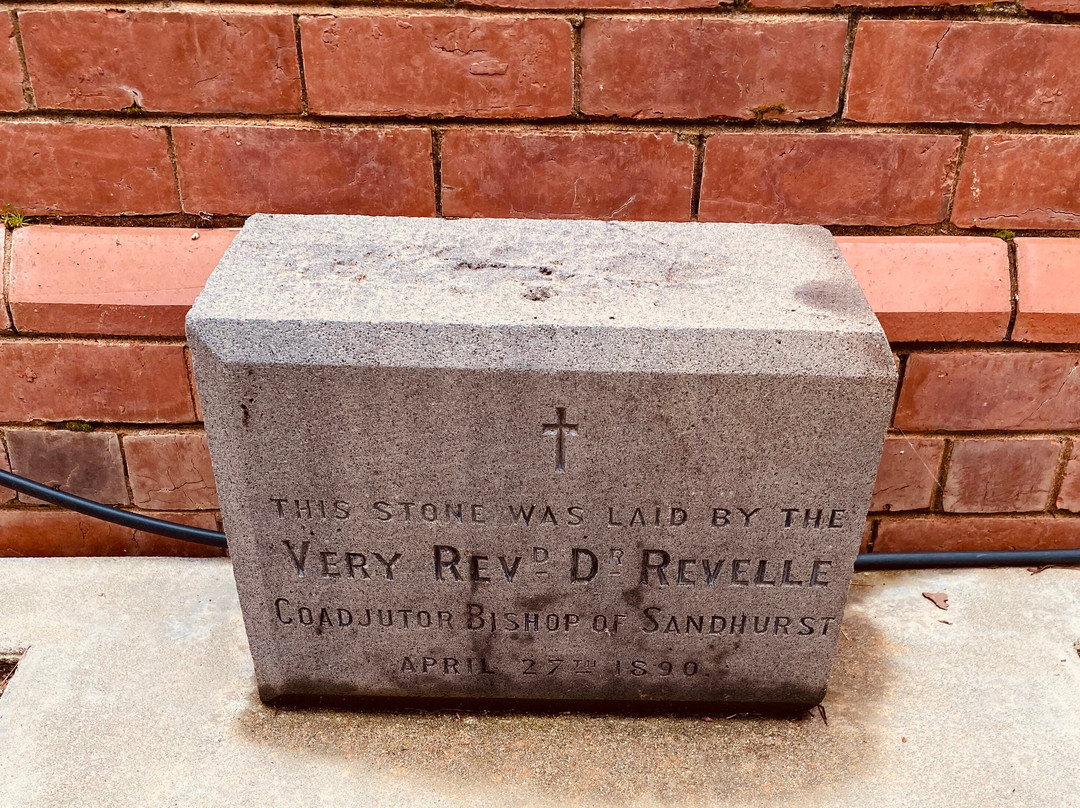 THIS STONE WAS LAID BY THE
VERY REVD DR REVELLE
COADJUTOR BISHOP OF SANDHURST
APRIL 27TH 1890